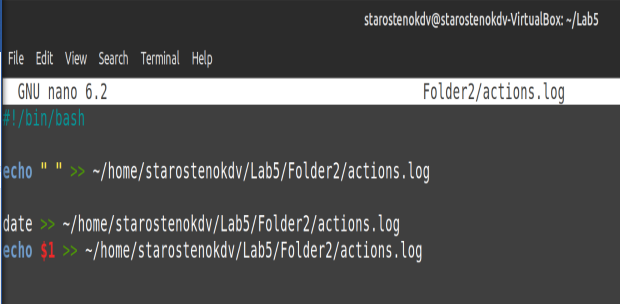 starostenokdv@starostenokdv-VirtualBox: ~/Lab5
File Edit View Search Terminal Help
GNU nano 6.2 Folder2/actions.log
#!/bin/bash
echo " " >> ~/home/starostenokdv/Lab5/Folder2/actions.log
date >> ~/home/starostenokdv/Lab5/Folder2/actions.log
echo $1 >> ~/home/starostenokdv/Lab5/Folder2/actions.log